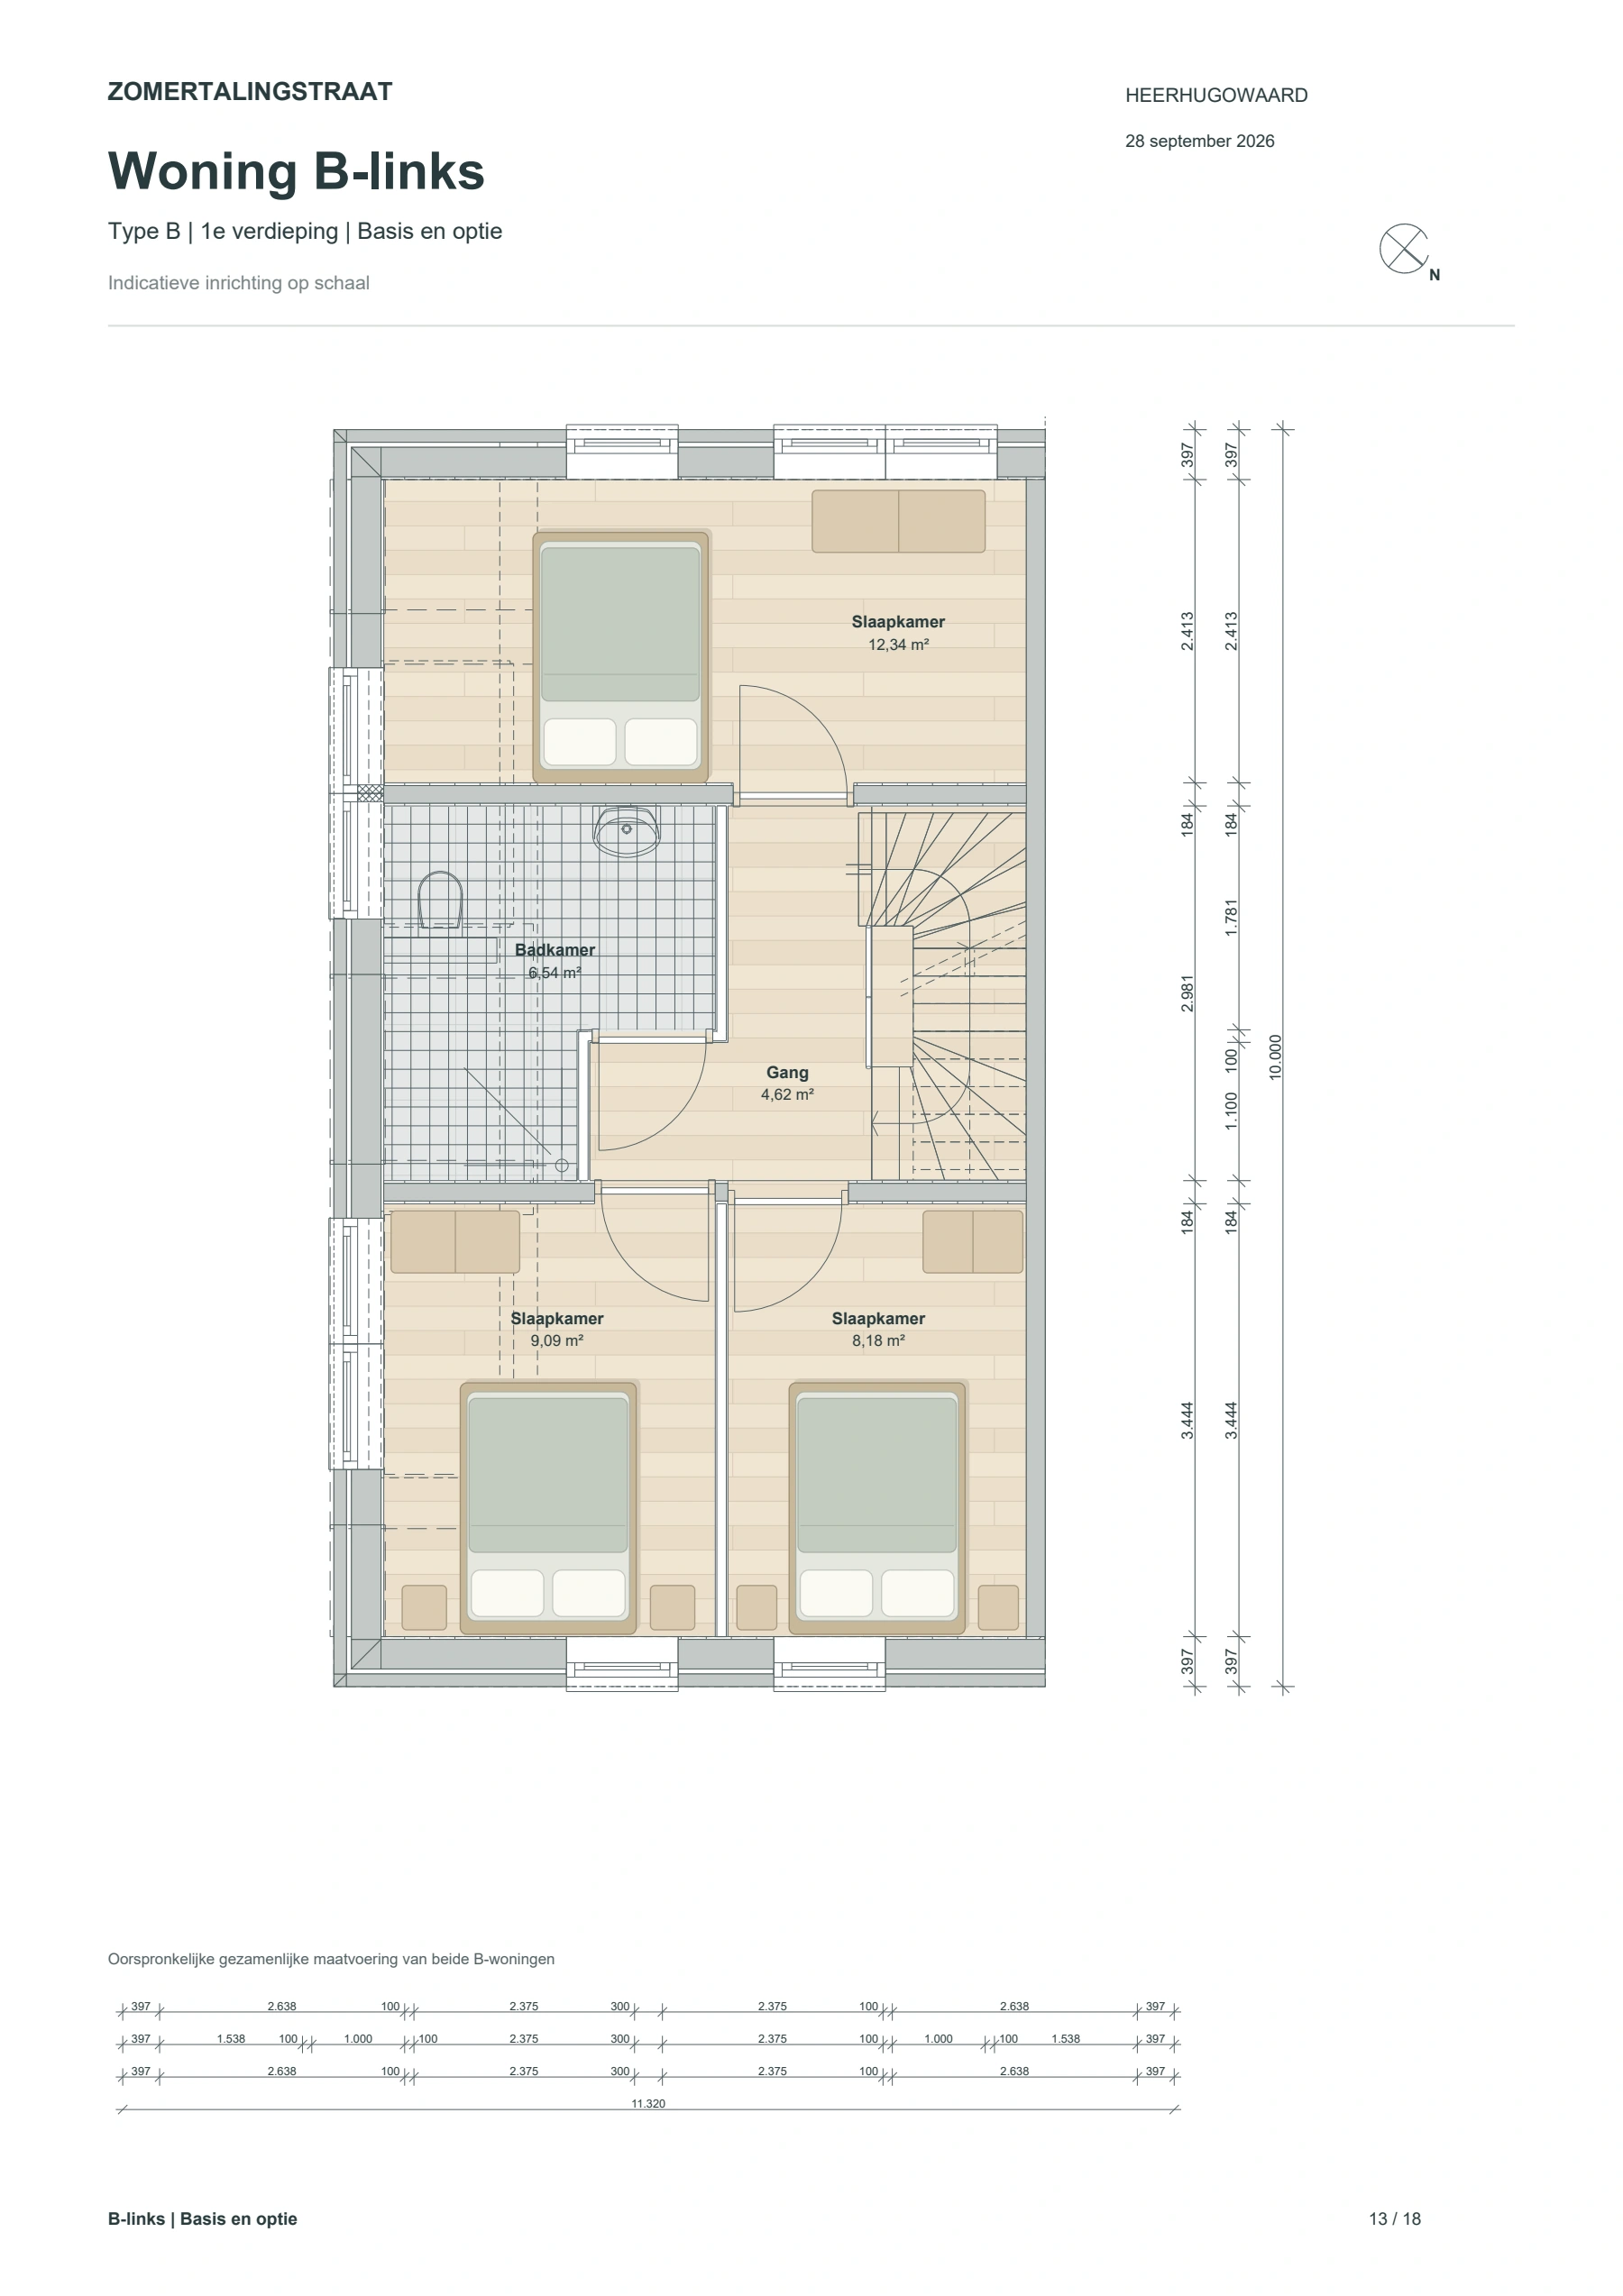 ZOMERTALINGSTRAAT
HEERHUGOWAARD
28 september 2026
Woning B-links
Type B | 1e verdieping | Basis en optie
Indicatieve inrichting op schaal
N
397 397
2.413 2.413
Slaapkamer
12,34 m²
184 184
1.781
Badkamer
6,54 m²
2.981
10.000
100
Gang
4,62 m²
1.100
184 184
Slaapkamer
9,09 m²
Slaapkamer
8,18 m²
3.444 3.444
397 397
Oorspronkelijke gezamenlijke maatvoering van beide B-woningen
397 2.638 100 2.375 300 2.375 100 2.638 397
397 1.538 100 1.000 100 2.375 300 2.375 100 1.000 100 1.538 397
397 2.638 100 2.375 300 2.375 100 2.638 397
11.320
B-links | Basis en optie
13 / 18